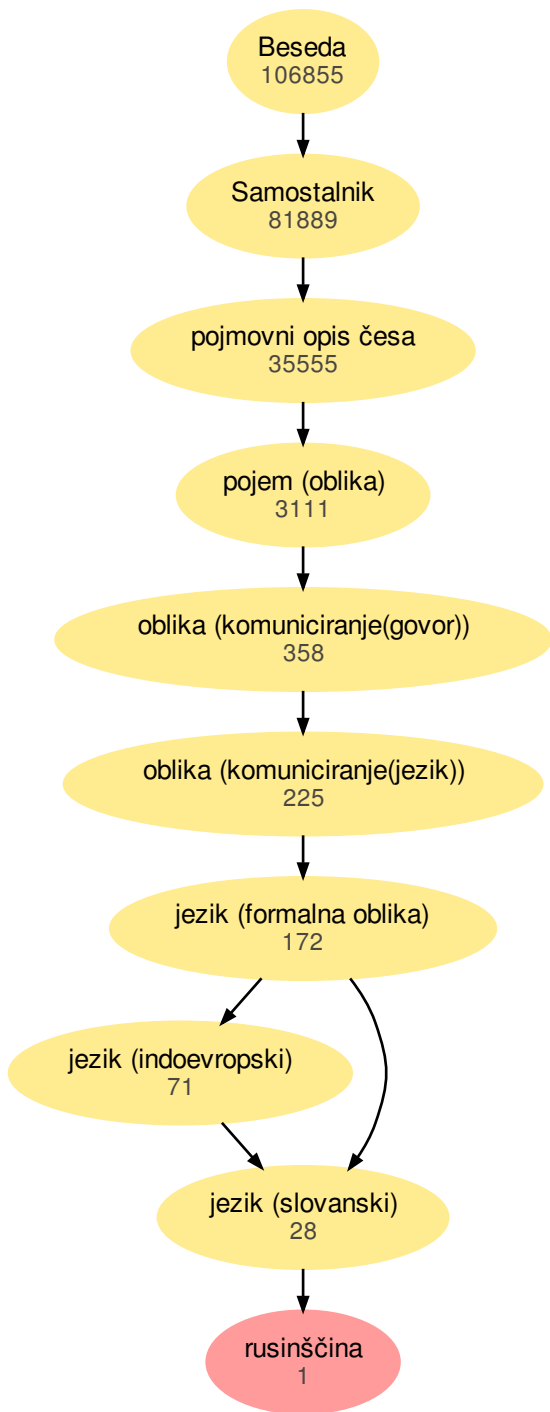 Beseda
106855
Samostalnik
81889
pojmovni opis česa
35555
pojem (oblika)
3111
oblika (komuniciranje(govor))
358
oblika (komuniciranje(jezik))
225
jezik (formalna oblika)
172
jezik (indoevropski)
71
jezik (slovanski)
28
rusinščina
1